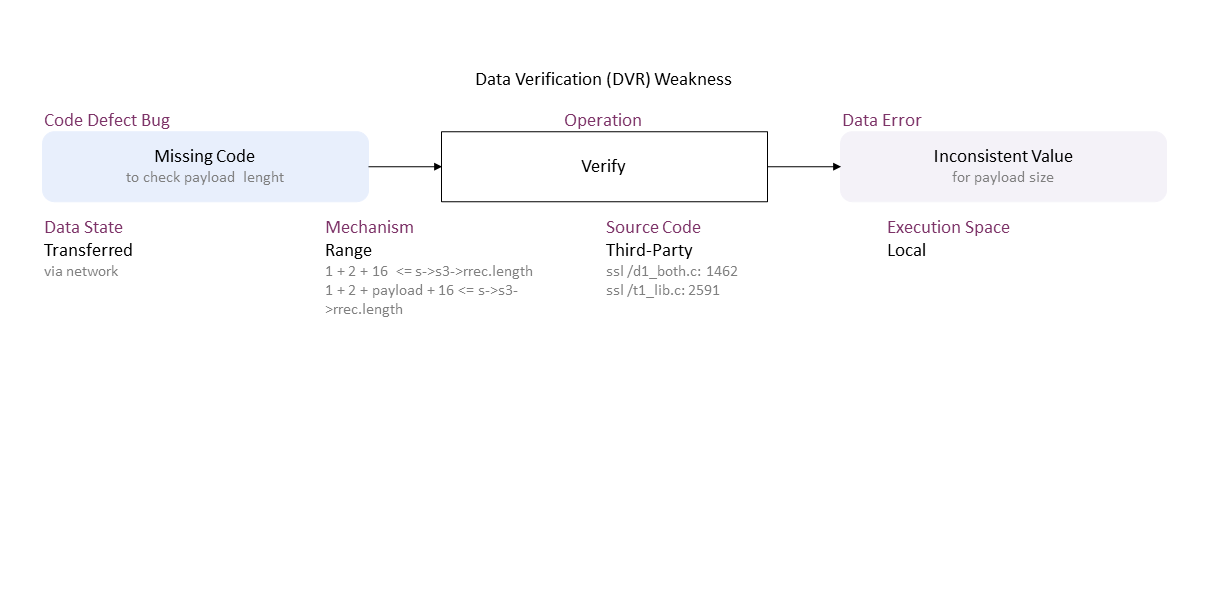 Data Verification (DVR) Weakness
Code Defect Bug
Missing Code
to check payload  lenght
Operation
Verify
Data Error
Inconsistent Value
for payload size
Data State
Transferred
via network
Mechanism
Range
1 + 2 + 16  <= s->s3->rrec.length
1 + 2 + payload + 16 <= s->s3-
>rrec.length
Source Code
Third-Party
ssl /d1_both.c: 1462
ssl /t1_lib.c: 2591
Execution Space
Local